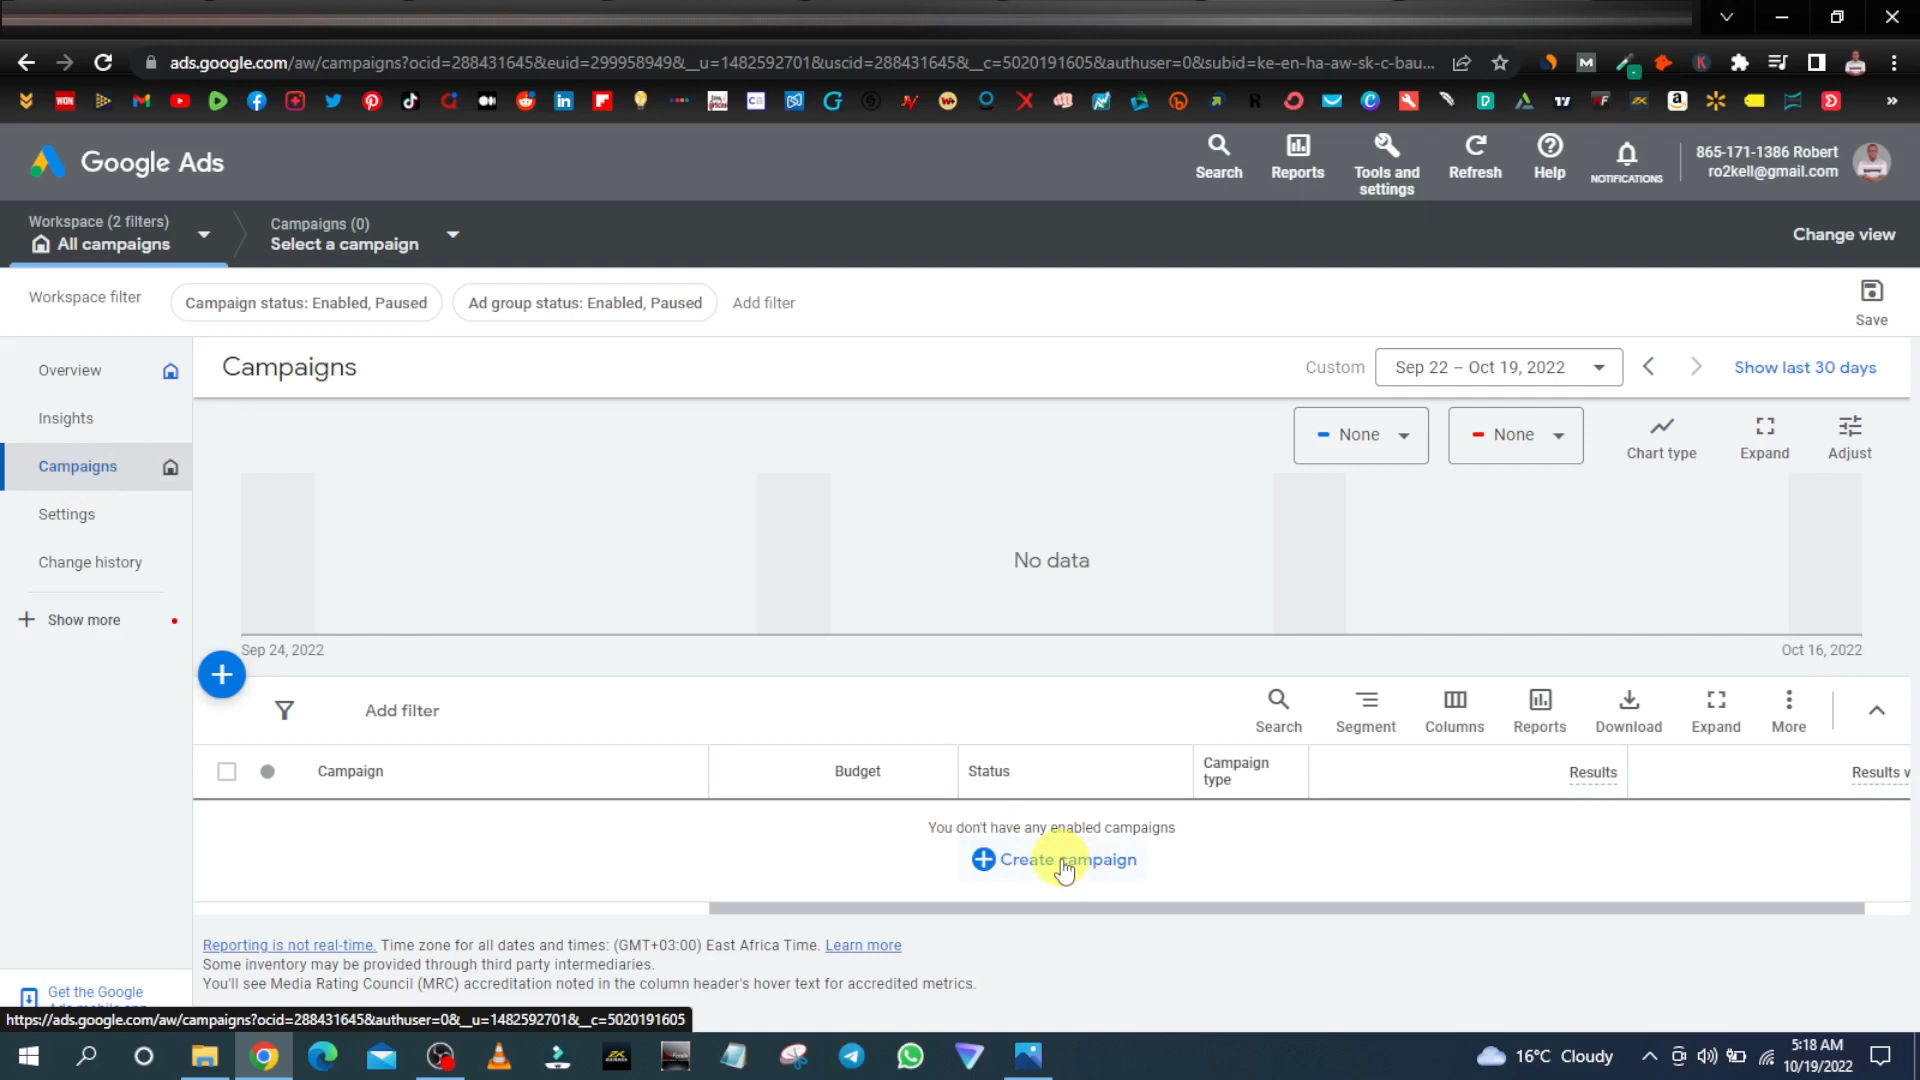 ads.google.com/aw/campaigns?ocid=288431645&euid=299958949&__u=1482592701&uscid=288431645&__c=5020191605&authuser=0&subid=ke-en-ha-aw-sk-c-bau...
Google Ads
Search
Reports
Tools and
settings
Refresh
Help
NOTIFICATIONS
865-171-1386 Robert
ro2kell@gmail.com
Workspace (2 filters)
All campaigns
Campaigns (0)
Select a campaign
Change view
Workspace filter
Campaign status: Enabled, Paused
Ad group status: Enabled, Paused
Add filter
Save
Overview
Insights
Campaigns
Settings
Change history
Show more
Campaigns
Custom
Sep 22 – Oct 19, 2022
Show last 30 days
None
None
Chart type
Expand
Adjust
No data
Sep 24, 2022
Oct 16, 2022
Add filter
Search
Segment
Columns
Reports
Download
Expand
More
Campaign
Budget
Status
Campaign
type
Results
Results v
You don't have any enabled campaigns
Create campaign
Reporting is not real-time. Time zone for all dates and times: (GMT+03:00) East Africa Time. Learn more
Some inventory may be provided through third party intermediaries.
You'll see Media Rating Council (MRC) accreditation noted in the column header's hover text for accredited metrics.
Get the Google
https://ads.google.com/aw/campaigns?ocid=288431645&authuser=0&__u=1482592701&__c=5020191605
16°C Cloudy
5:18 AM
10/19/2022